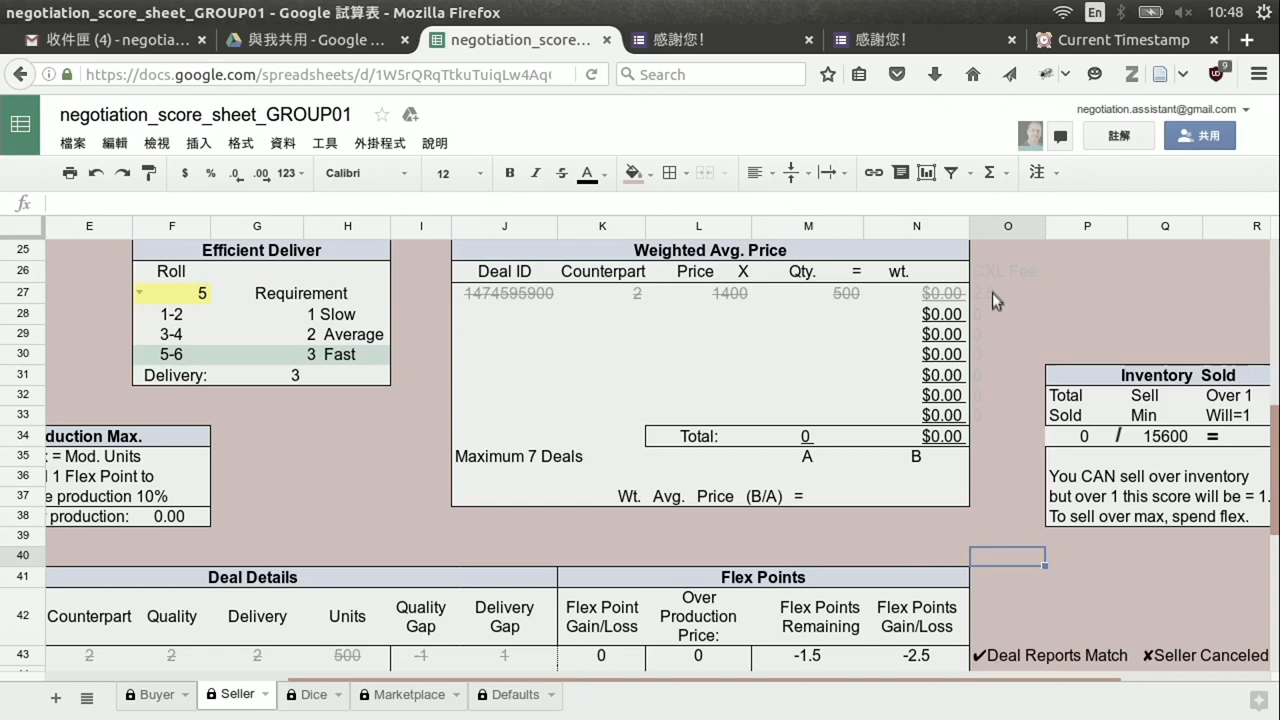 negotiation_score_sheet_GROUP01 - Google 試算表 - Mozilla Firefox
En
10:48
收件匣 (4) - negotia...
與我共用 - Google ...
negotiation_score...
感謝您!
感謝您!
Current Timestamp
https://docs.google.com/spreadsheets/d/1W5rQRqTtkuTuiqLw4Aq
Search
9
negotiation_score_sheet_GROUP01
negotiation.assistant@gmail.com
檔案 編輯 檢視 插入 格式 資料 工具 外掛程式 說明
註解
共用
$ % .0 .00 123 Calibri 12 B I S A Σ 注
fx
E F G H I J K L M N O P Q R
25 Efficient Deliver Weighted Avg. Price
26 Roll Deal ID Counterpart Price X Qty. = wt. CXL Fee
27 5 Requirement 1474595900 2 1400 500 $0.00
28 1-2 1 Slow $0.00 0
29 3-4 2 Average $0.00 0
30 5-6 3 Fast $0.00 0
31 Delivery: 3 $0.00 0 Inventory Sold
32 $0.00 0 Total Sell Over 1
33 $0.00 0 Sold Min Will=1
34 duction Max. Total: 0 $0.00 0 / 15600 =
35 = Mod. Units Maximum 7 Deals A B
36 1 Flex Point to You CAN sell over inventory
37 e production 10% Wt. Avg. Price (B/A) = but over 1 this score will be = 1.
38 production: 0.00 To sell over max, spend flex.
39
40
41 Deal Details Flex Points
42 Counterpart Quality Delivery Units Quality Gap Delivery Gap Flex Point Gain/Loss Over Production Price: Flex Points Remaining Flex Points Gain/Loss
43 2 2 2 500 -1 1 0 0 -1.5 -2.5 ✔Deal Reports Match ✘Seller Canceled
+ Buyer Seller Dice Marketplace Defaults